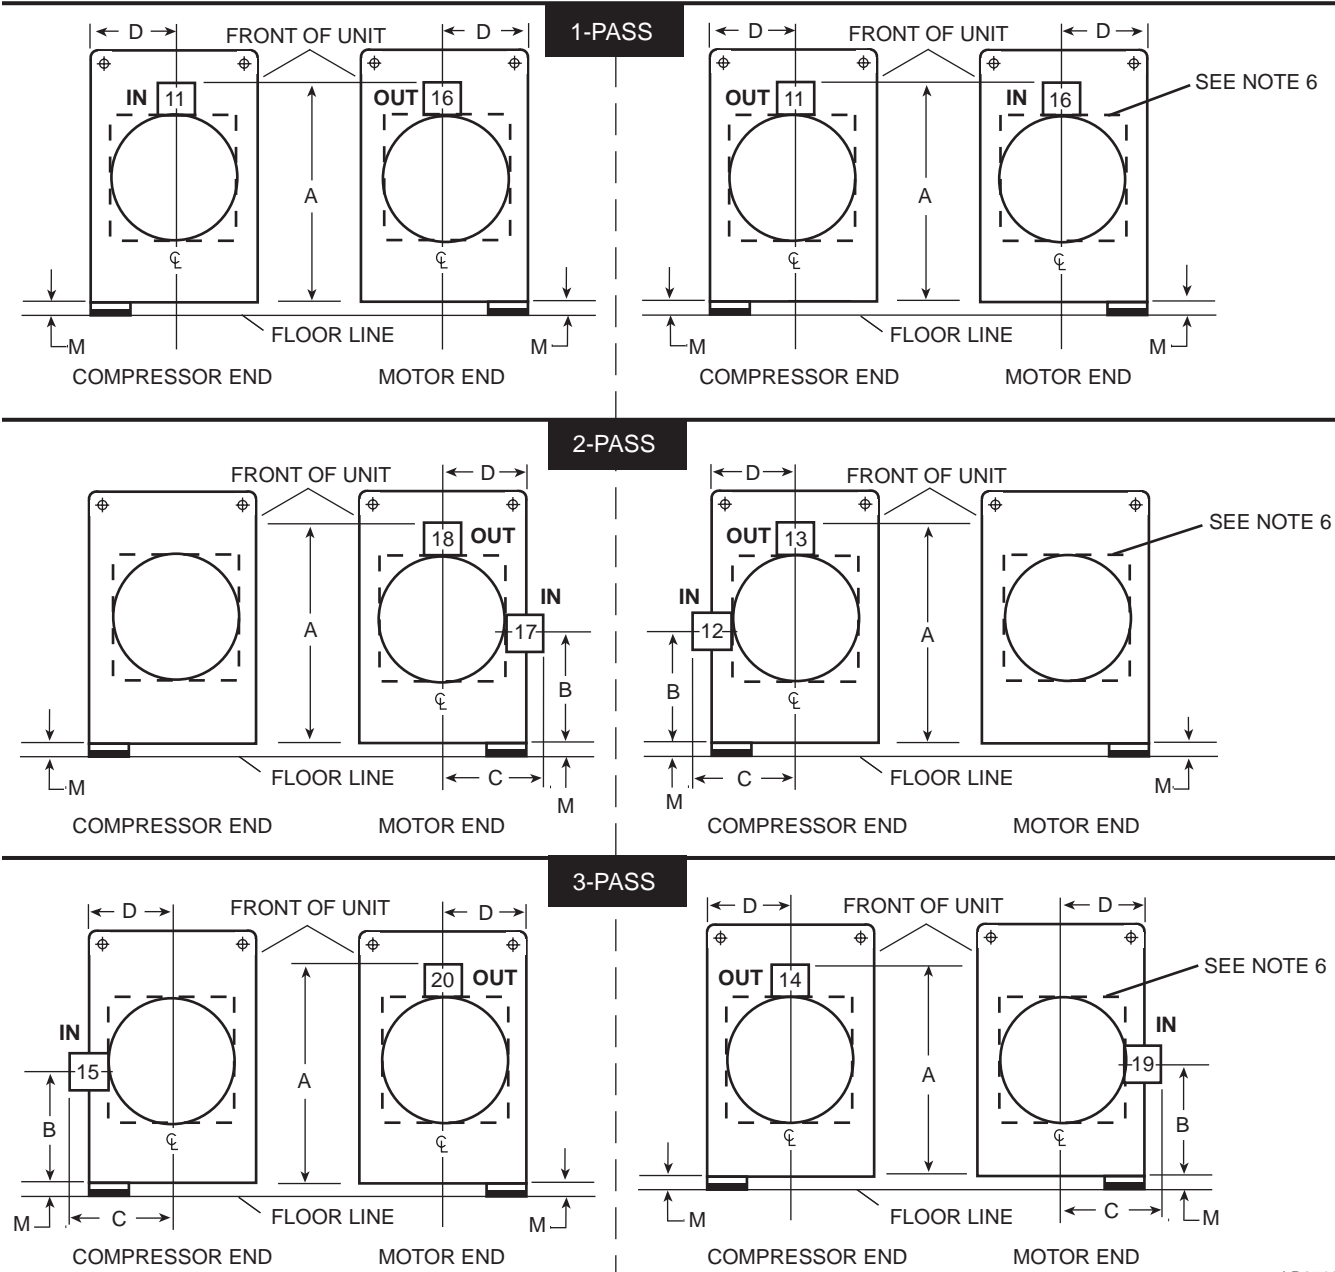 1-PASS
D FRONT OF UNIT D D FRONT OF UNIT D
SEE NOTE 6
IN 11 OUT 16 OUT 11 IN 16
A A
℄ ℄ ℄ ℄
FLOOR LINE FLOOR LINE
M M M M
COMPRESSOR END MOTOR END COMPRESSOR END MOTOR END
2-PASS
FRONT OF UNIT D D FRONT OF UNIT
SEE NOTE 6
18 OUT OUT 13
IN IN
A 17 12 A
B B
℄ ℄
FLOOR LINE C C FLOOR LINE
M M M M
COMPRESSOR END MOTOR END COMPRESSOR END MOTOR END
3-PASS
D FRONT OF UNIT D D FRONT OF UNIT D
SEE NOTE 6
20 OUT OUT 14
IN IN
15 A A 19
B B
℄ ℄ ℄ ℄
M C FLOOR LINE M M FLOOR LINE C M
COMPRESSOR END MOTOR END COMPRESSOR END MOTOR END